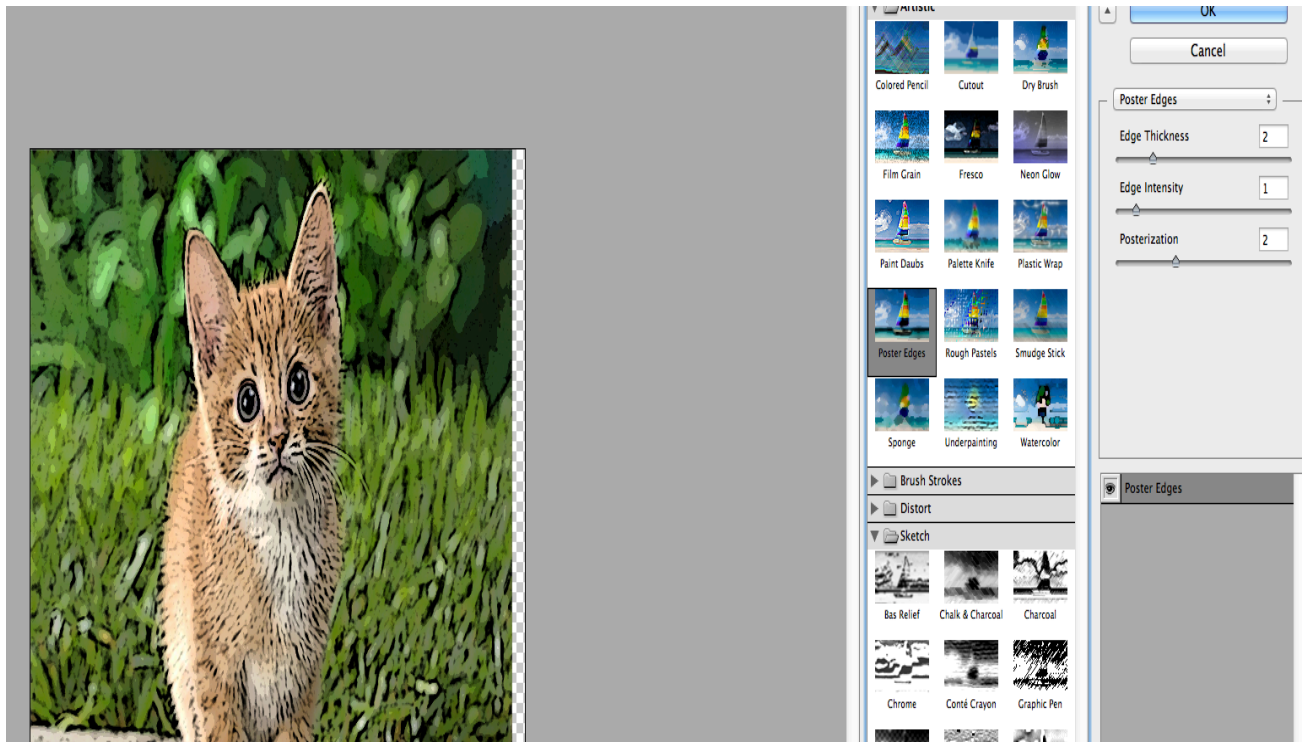 Artistic
Colored Pencil
Cutout
Dry Brush
Film Grain
Fresco
Neon Glow
Paint Daubs
Palette Knife
Plastic Wrap
Poster Edges
Rough Pastels
Smudge Stick
Sponge
Underpainting
Watercolor
Brush Strokes
Distort
Sketch
Bas Relief
Chalk & Charcoal
Charcoal
Chrome
Conté Crayon
Graphic Pen
OK
Cancel
Poster Edges
Edge Thickness 2
Edge Intensity 1
Posterization 2
Poster Edges